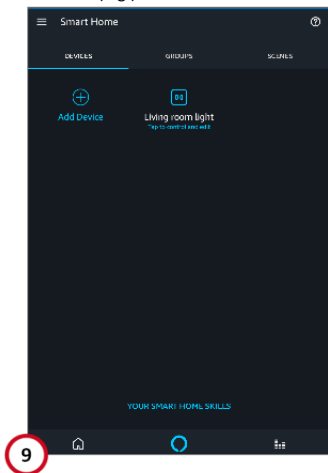 Smart Home
DEVICES GROUPS SCENES
Add Device Living room light
Tap to control and edit
YOUR SMART HOME SKILLS
9